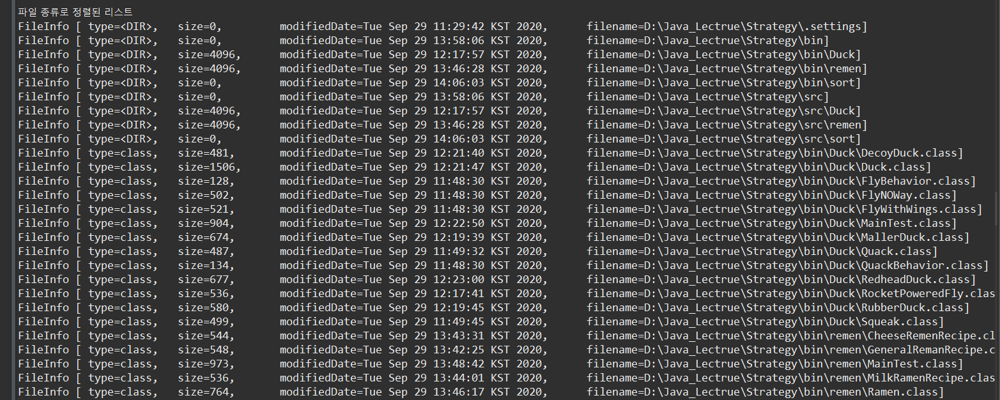 파일 종류로 정렬된 리스트
FileInfo [ type=<DIR>, size=0, modifiedDate=Tue Sep 29 11:29:42 KST 2020, filename=D:\Java_Lectrue\Strategy\.settings]
FileInfo [ type=<DIR>, size=0, modifiedDate=Tue Sep 29 13:58:06 KST 2020, filename=D:\Java_Lectrue\Strategy\bin]
FileInfo [ type=<DIR>, size=4096, modifiedDate=Tue Sep 29 12:17:57 KST 2020, filename=D:\Java_Lectrue\Strategy\bin\Duck]
FileInfo [ type=<DIR>, size=4096, modifiedDate=Tue Sep 29 13:46:28 KST 2020, filename=D:\Java_Lectrue\Strategy\bin\remen]
FileInfo [ type=<DIR>, size=0, modifiedDate=Tue Sep 29 14:06:03 KST 2020, filename=D:\Java_Lectrue\Strategy\bin\sort]
FileInfo [ type=<DIR>, size=0, modifiedDate=Tue Sep 29 13:58:06 KST 2020, filename=D:\Java_Lectrue\Strategy\src]
FileInfo [ type=<DIR>, size=4096, modifiedDate=Tue Sep 29 12:17:57 KST 2020, filename=D:\Java_Lectrue\Strategy\src\Duck]
FileInfo [ type=<DIR>, size=4096, modifiedDate=Tue Sep 29 13:46:28 KST 2020, filename=D:\Java_Lectrue\Strategy\src\remen]
FileInfo [ type=<DIR>, size=0, modifiedDate=Tue Sep 29 14:06:03 KST 2020, filename=D:\Java_Lectrue\Strategy\src\sort]
FileInfo [ type=class, size=481, modifiedDate=Tue Sep 29 12:21:40 KST 2020, filename=D:\Java_Lectrue\Strategy\bin\Duck\DecoyDuck.class]
FileInfo [ type=class, size=1506, modifiedDate=Tue Sep 29 12:21:47 KST 2020, filename=D:\Java_Lectrue\Strategy\bin\Duck\Duck.class]
FileInfo [ type=class, size=128, modifiedDate=Tue Sep 29 11:48:30 KST 2020, filename=D:\Java_Lectrue\Strategy\bin\Duck\FlyBehavior.class]
FileInfo [ type=class, size=502, modifiedDate=Tue Sep 29 11:48:30 KST 2020, filename=D:\Java_Lectrue\Strategy\bin\Duck\FlyNOWay.class]
FileInfo [ type=class, size=521, modifiedDate=Tue Sep 29 11:48:30 KST 2020, filename=D:\Java_Lectrue\Strategy\bin\Duck\FlyWithWings.class]
FileInfo [ type=class, size=904, modifiedDate=Tue Sep 29 12:22:50 KST 2020, filename=D:\Java_Lectrue\Strategy\bin\Duck\MainTest.class]
FileInfo [ type=class, size=674, modifiedDate=Tue Sep 29 12:19:39 KST 2020, filename=D:\Java_Lectrue\Strategy\bin\Duck\MallerDuck.class]
FileInfo [ type=class, size=487, modifiedDate=Tue Sep 29 11:49:32 KST 2020, filename=D:\Java_Lectrue\Strategy\bin\Duck\Quack.class]
FileInfo [ type=class, size=134, modifiedDate=Tue Sep 29 11:48:30 KST 2020, filename=D:\Java_Lectrue\Strategy\bin\Duck\QuackBehavior.class]
FileInfo [ type=class, size=677, modifiedDate=Tue Sep 29 12:23:00 KST 2020, filename=D:\Java_Lectrue\Strategy\bin\Duck\RedheadDuck.class]
FileInfo [ type=class, size=536, modifiedDate=Tue Sep 29 12:17:41 KST 2020, filename=D:\Java_Lectrue\Strategy\bin\Duck\RocketPoweredFly.clas
FileInfo [ type=class, size=580, modifiedDate=Tue Sep 29 12:19:45 KST 2020, filename=D:\Java_Lectrue\Strategy\bin\Duck\RubberDuck.class]
FileInfo [ type=class, size=499, modifiedDate=Tue Sep 29 11:49:45 KST 2020, filename=D:\Java_Lectrue\Strategy\bin\Duck\Squeak.class]
FileInfo [ type=class, size=544, modifiedDate=Tue Sep 29 13:43:31 KST 2020, filename=D:\Java_Lectrue\Strategy\bin\remen\CheeseRemenRecipe.cl
FileInfo [ type=class, size=548, modifiedDate=Tue Sep 29 13:42:25 KST 2020, filename=D:\Java_Lectrue\Strategy\bin\remen\GeneralRemanRecipe.c
FileInfo [ type=class, size=973, modifiedDate=Tue Sep 29 13:48:42 KST 2020, filename=D:\Java_Lectrue\Strategy\bin\remen\MainTest.class]
FileInfo [ type=class, size=536, modifiedDate=Tue Sep 29 13:44:01 KST 2020, filename=D:\Java_Lectrue\Strategy\bin\remen\MilkRamenRecipe.clas
FileInfo [ type=class, size=764, modifiedDate=Tue Sep 29 13:46:17 KST 2020, filename=D:\Java_Lectrue\Strategy\bin\remen\Ramen.class]